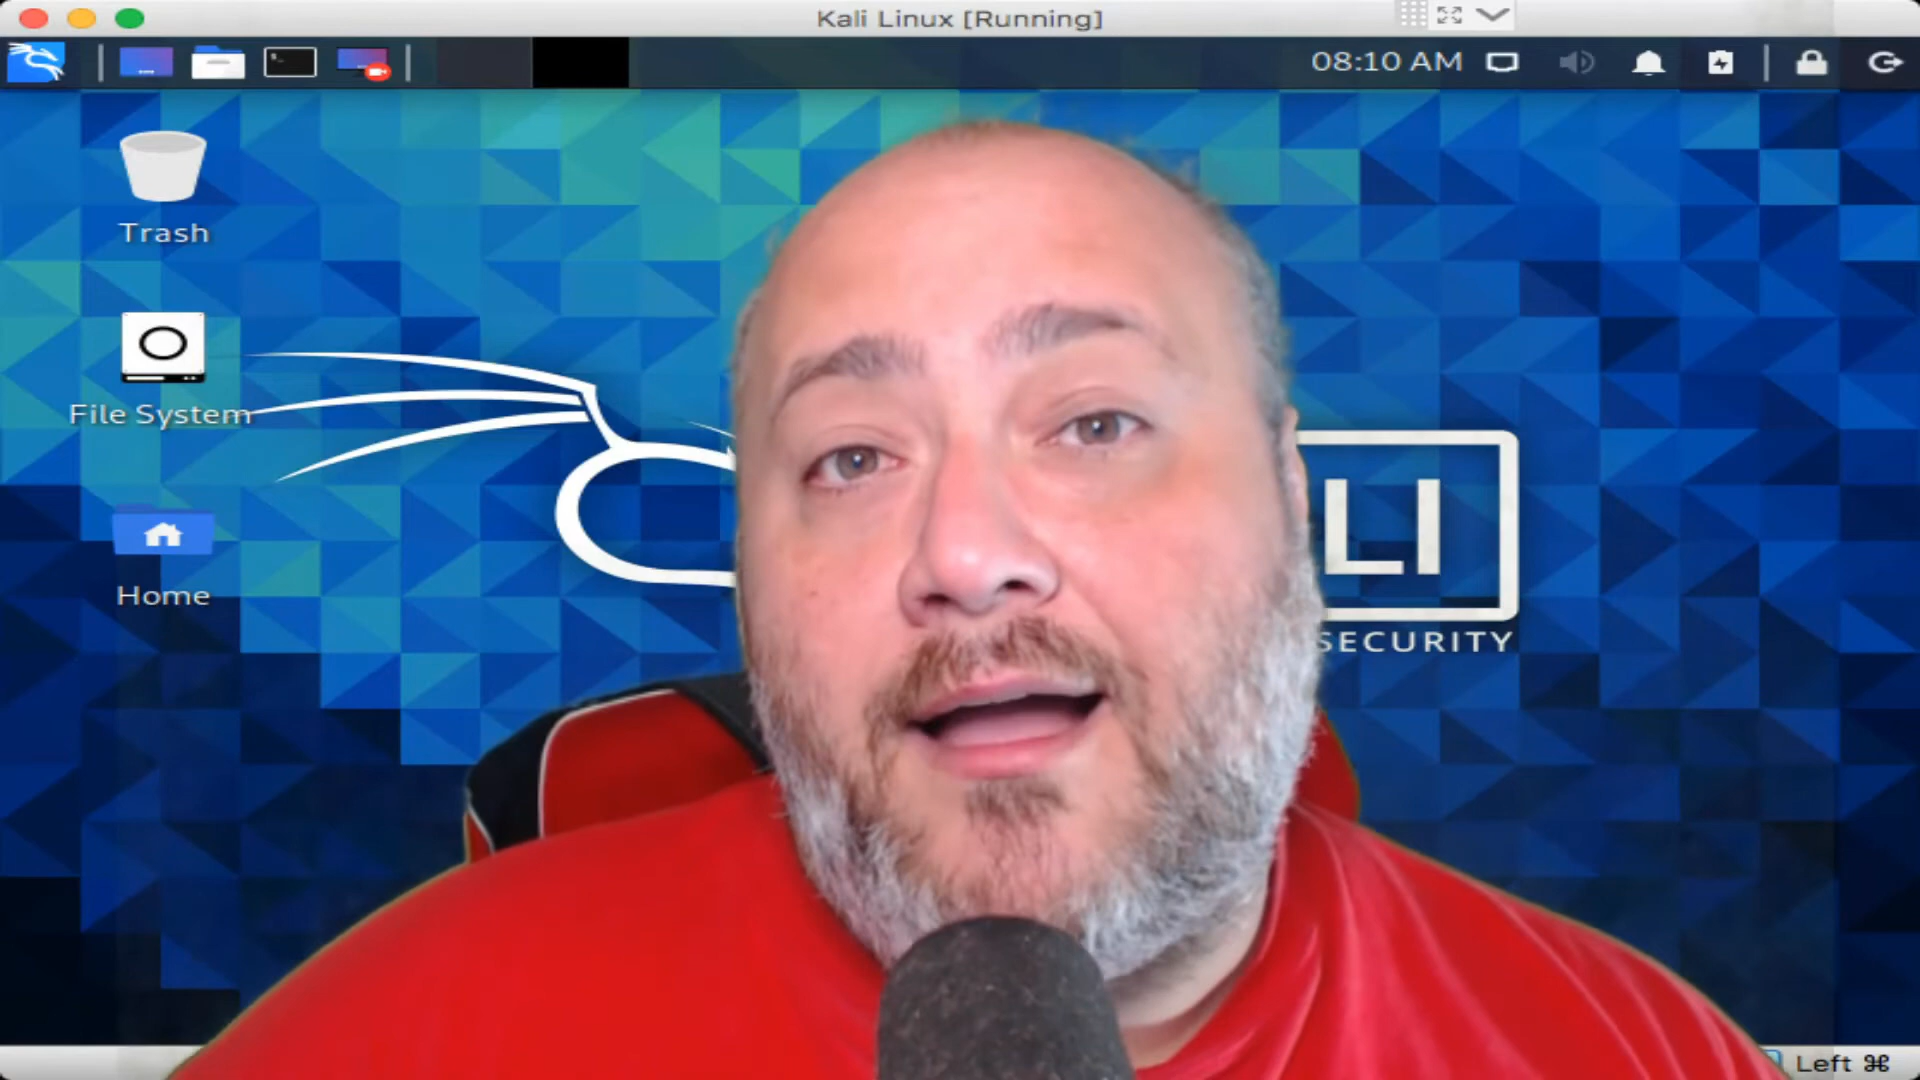 Kali Linux [Running]
08:10 AM
Trash
File System
LI
Home
SECURITY
Left ⌘